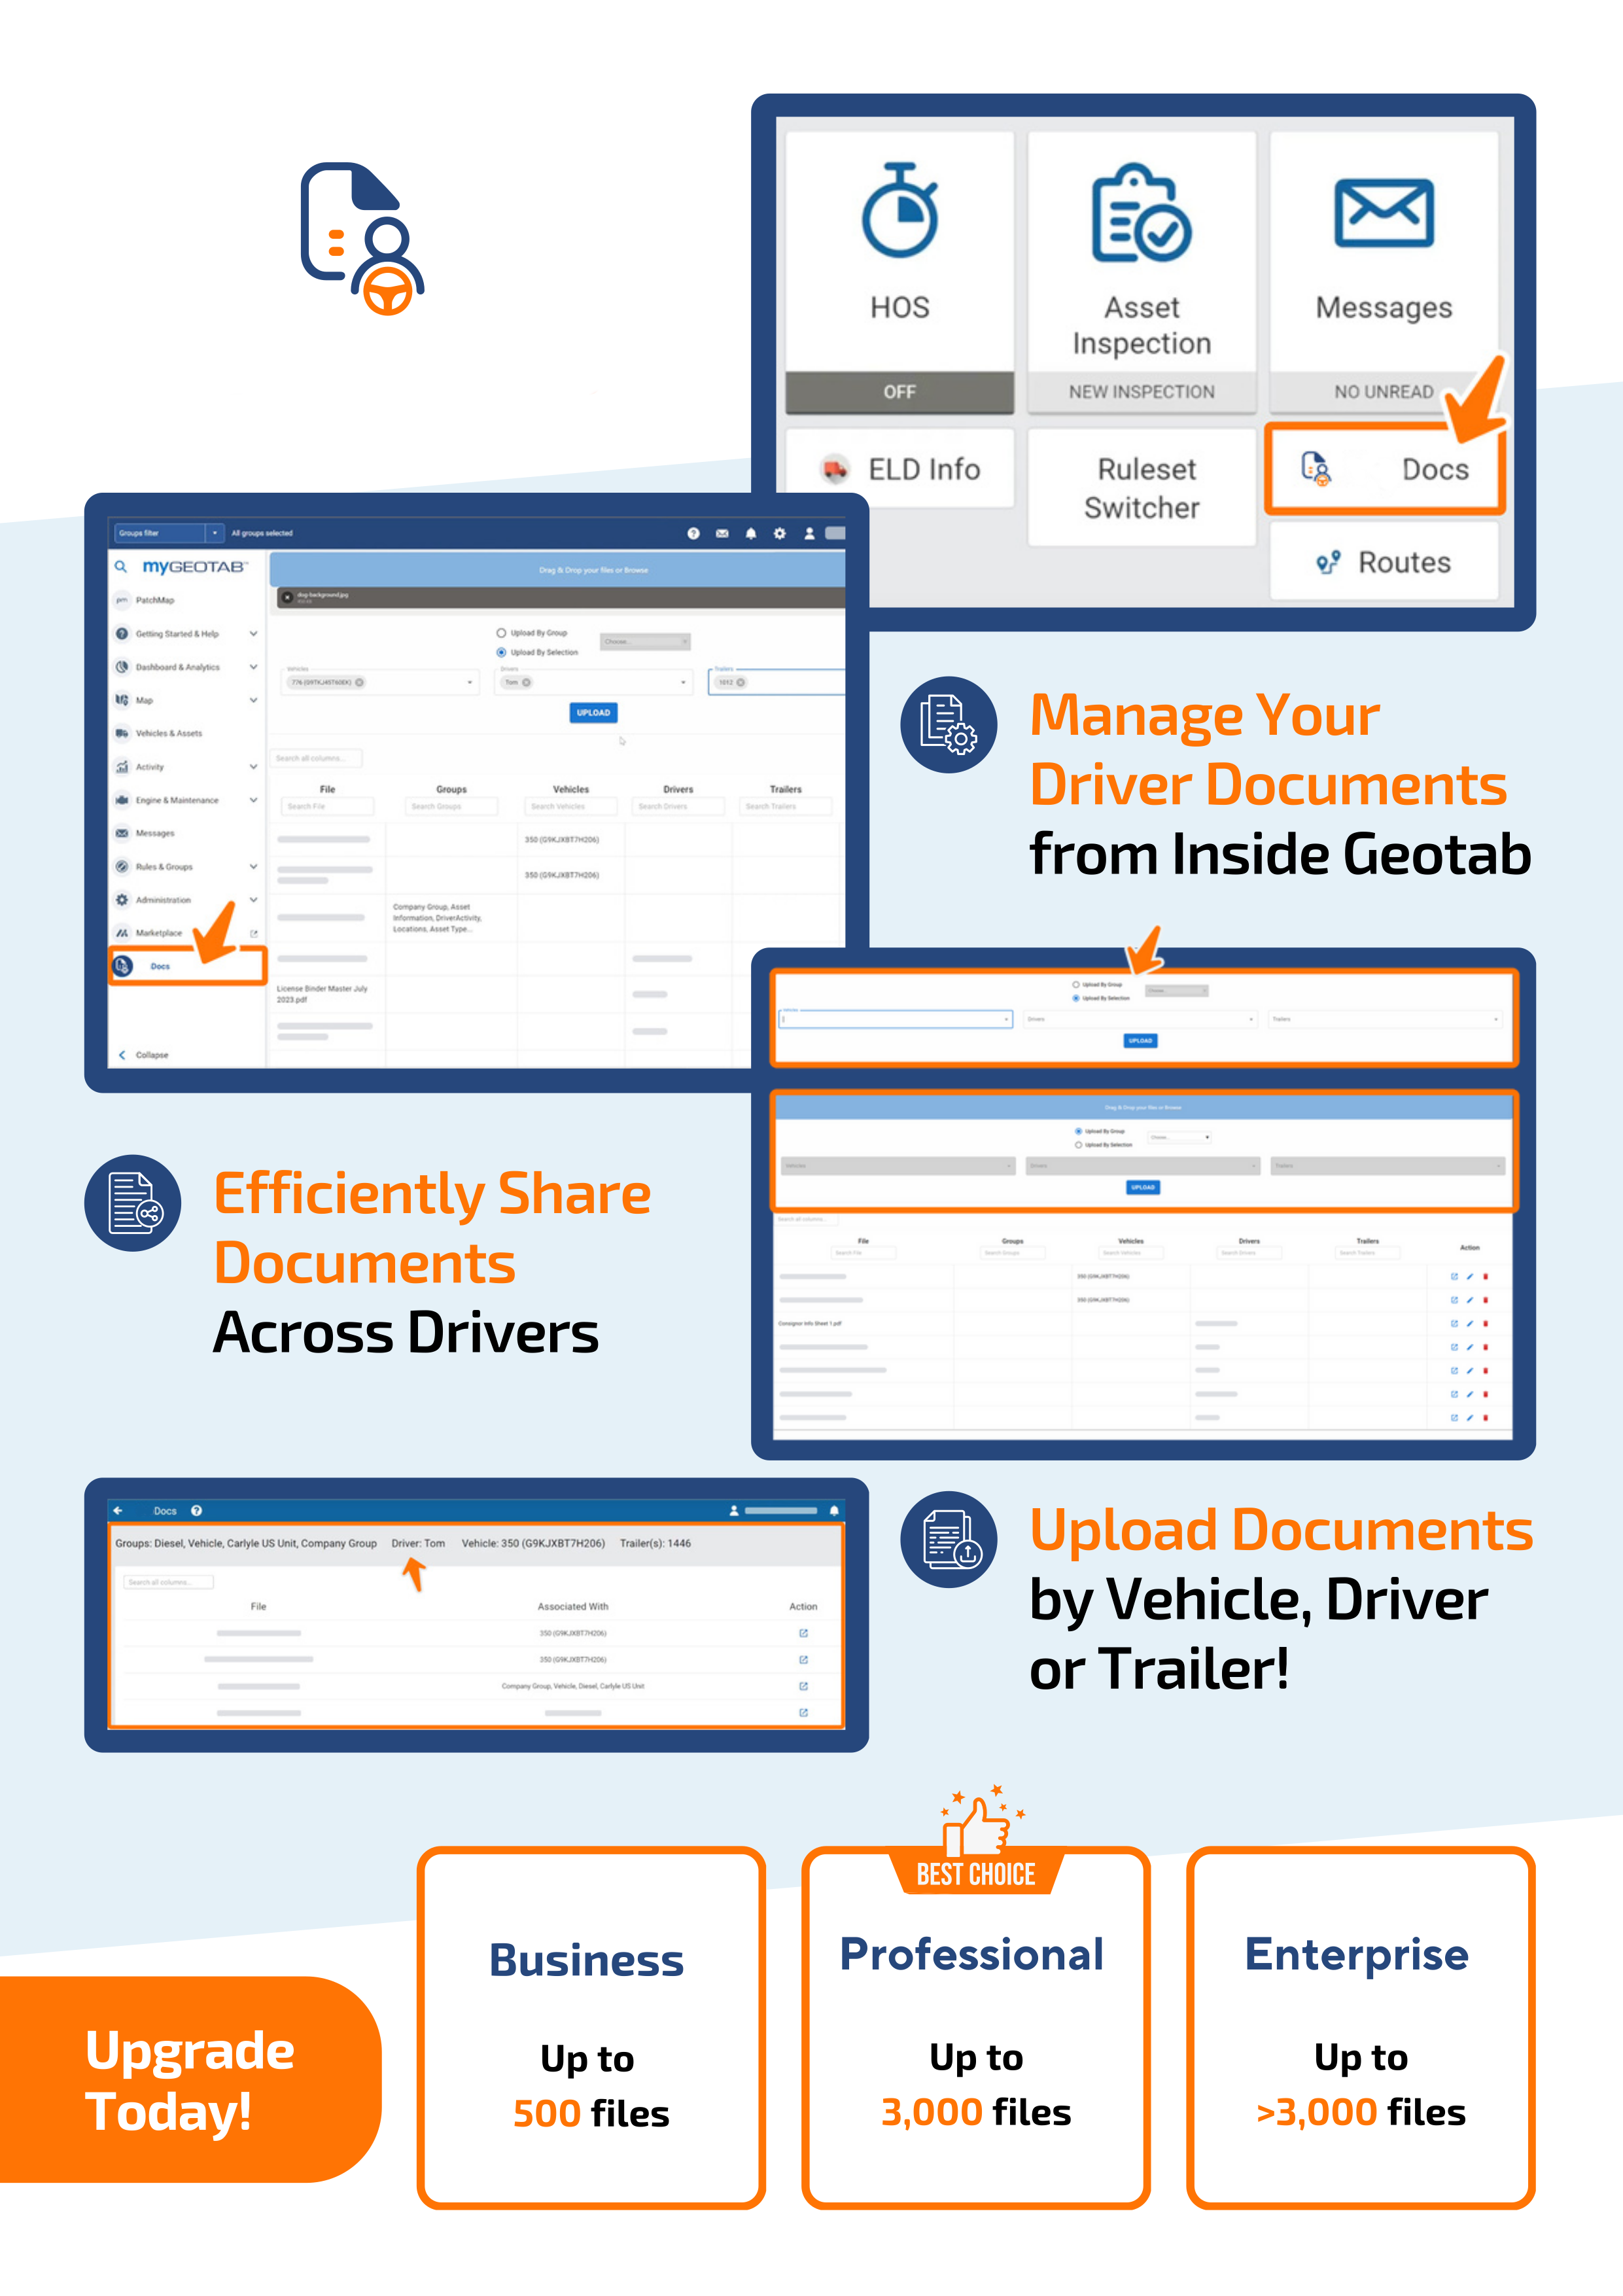 HOS
Asset
Inspection
Messages
OFF
NEW INSPECTION
NO UNREAD
ELD Info
Ruleset
Switcher
Docs
Routes
Groups filter
All groups selected
myGEOTAB
Drag & Drop your files or Browse
dog-background.jpg
PatchMap
Getting Started & Help
Dashboard & Analytics
Map
Vehicles & Assets
Activity
Engine & Maintenance
Messages
Rules & Groups
Administration
Marketplace
Docs
Collapse
Upload By Group
Choose...
Upload By Selection
Vehicles
Drivers
Tom
Trailers
1012
UPLOAD
Search all columns...
File
Groups
Vehicles
Drivers
Trailers
Search File
Search Groups
Search Vehicles
Search Drivers
Search Trailers
350 (G9KJXBT7H206)
350 (G9KJXBT7H206)
Company Group, Asset
Information, DriverActivity,
Locations, Asset Type...
License Binder Master July
2023.pdf
Manage Your
Driver Documents
from Inside Geotab
Upload By Group
Choose...
Upload By Selection
Vehicles
Drivers
Trailers
UPLOAD
Drag & Drop your files or Browse
Upload By Group
Choose...
Upload By Selection
Vehicles
Drivers
Trailers
UPLOAD
Search all columns...
File
Groups
Vehicles
Drivers
Trailers
Action
Search File
Search Groups
Search Vehicles
Search Drivers
Search Trailers
350 (G9KJXBT7H206)
350 (G9KJXBT7H206)
Consignor Info Sheet 1.pdf
Efficiently Share
Documents
Across Drivers
Docs
Groups: Diesel, Vehicle, Carlyle US Unit, Company Group
Driver: Tom
Vehicle: 350 (G9KJXBT7H206)
Trailer(s): 1446
Search all columns...
File
Associated With
Action
350 (G9KJXBT7H206)
350 (G9KJXBT7H206)
Company Group, Vehicle, Diesel, Carlyle US Unit
Upload Documents
by Vehicle, Driver
or Trailer!
Upgrade
Today!
Business
Up to
500 files
BEST CHOICE
Professional
Up to
3,000 files
Enterprise
Up to
>3,000 files